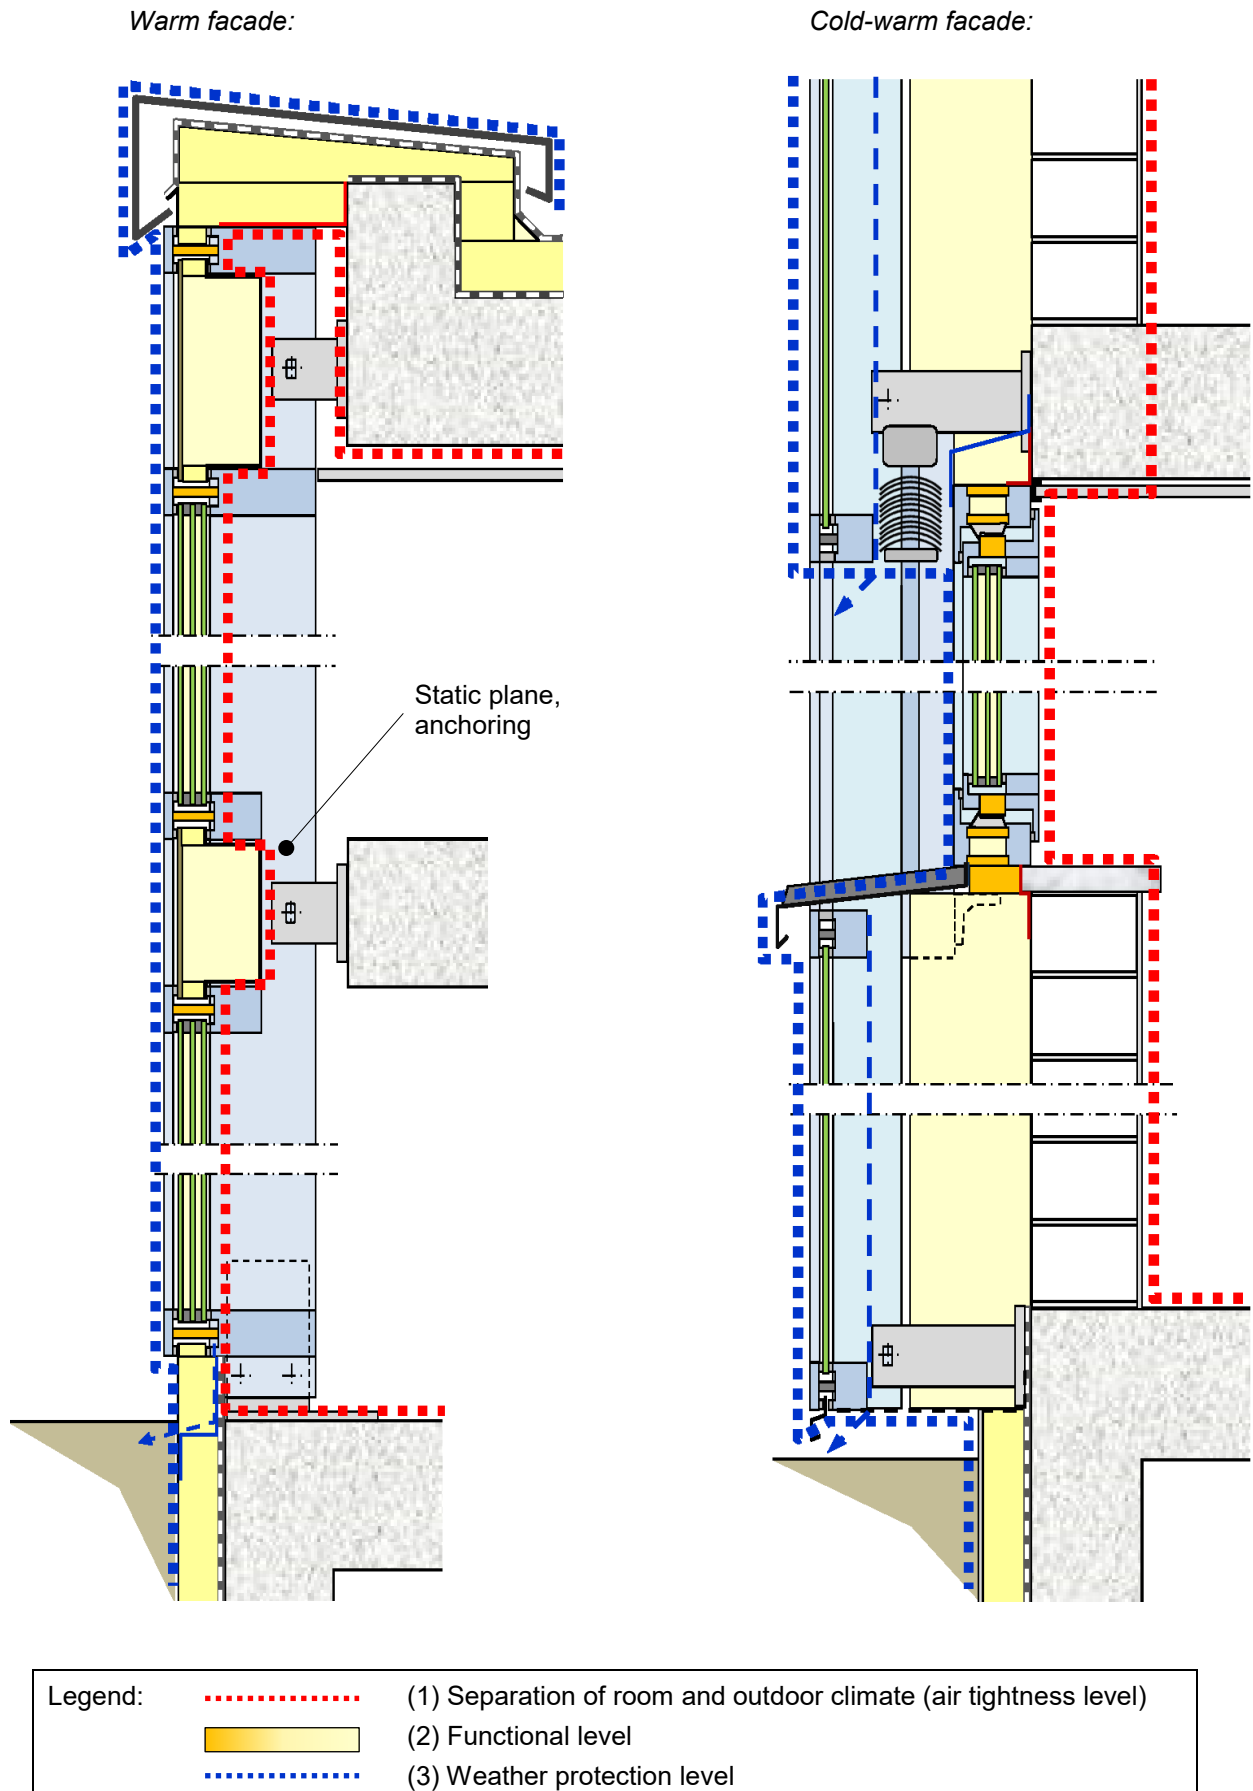 Warm facade:
Cold-warm facade:
Static plane,
anchoring
Legend:
(1) Separation of room and outdoor climate (air tightness level)
(2) Functional level
(3) Weather protection level